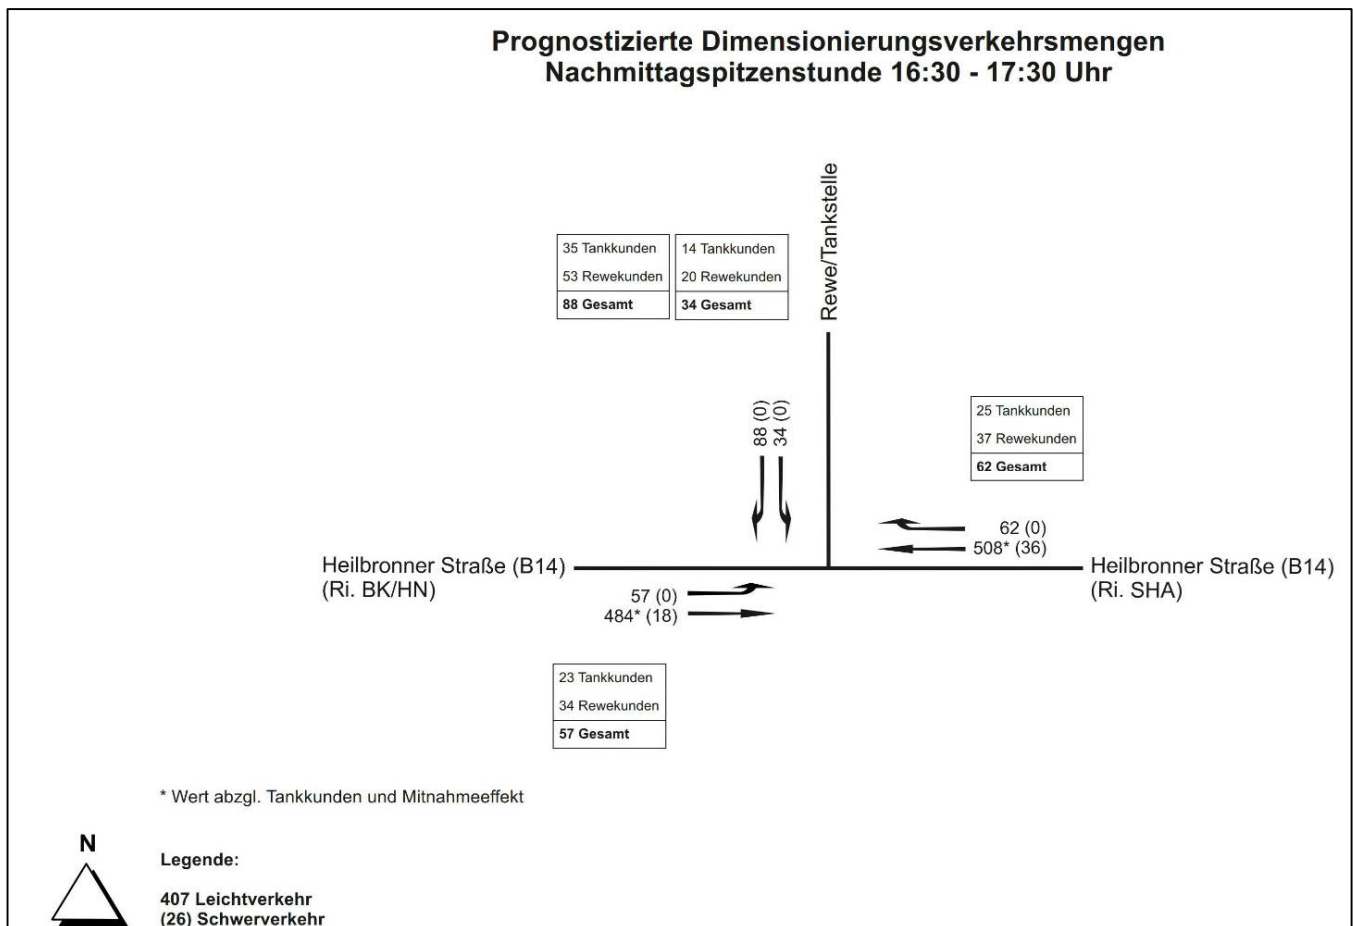 Prognostizierte Dimensionierungsverkehrsmengen
Nachmittagspitzenstunde 16:30 - 17:30 Uhr
Rewe/Tankstelle
35 Tankkunden
53 Rewekunden
88 Gesamt
14 Tankkunden
20 Rewekunden
34 Gesamt
88 (0)
34 (0)
25 Tankkunden
37 Rewekunden
62 Gesamt
62 (0)
508* (36)
Heilbronner Straße (B14)
(Ri. BK/HN)
Heilbronner Straße (B14)
(Ri. SHA)
57 (0)
484* (18)
23 Tankkunden
34 Rewekunden
57 Gesamt
* Wert abzgl. Tankkunden und Mitnahmeeffekt
N
Legende:
407 Leichtverkehr
(26) Schwerverkehr